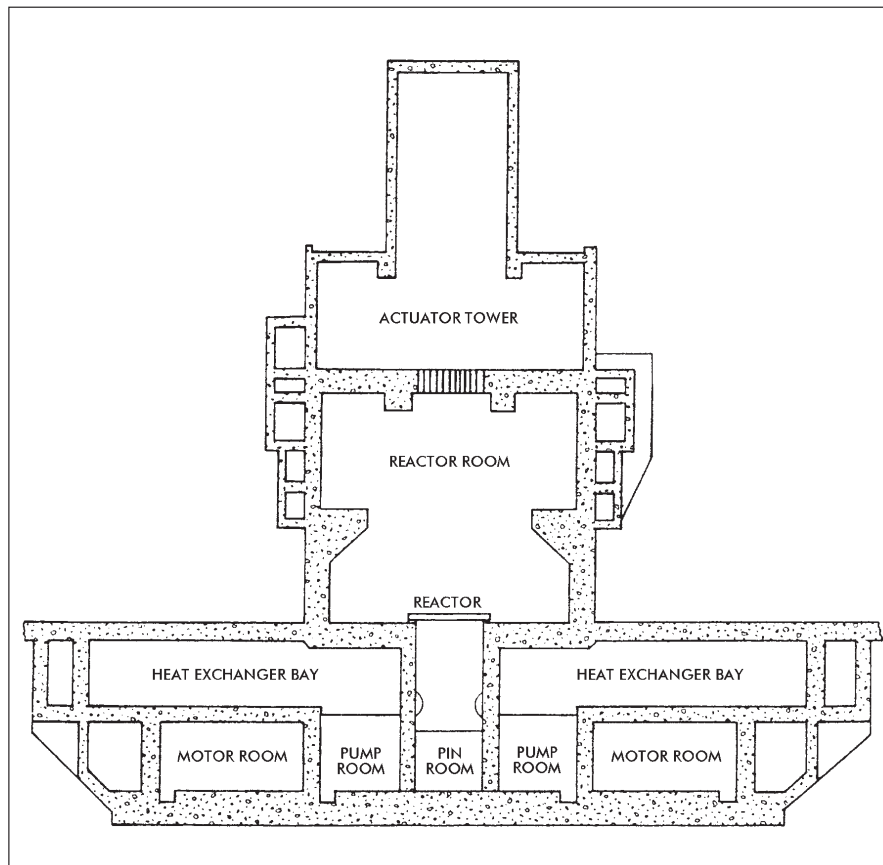 ACTUATOR TOWER
REACTOR ROOM
REACTOR
HEAT EXCHANGER BAY
HEAT EXCHANGER BAY
MOTOR ROOM
PUMP
ROOM
PIN
ROOM
PUMP
ROOM
MOTOR ROOM